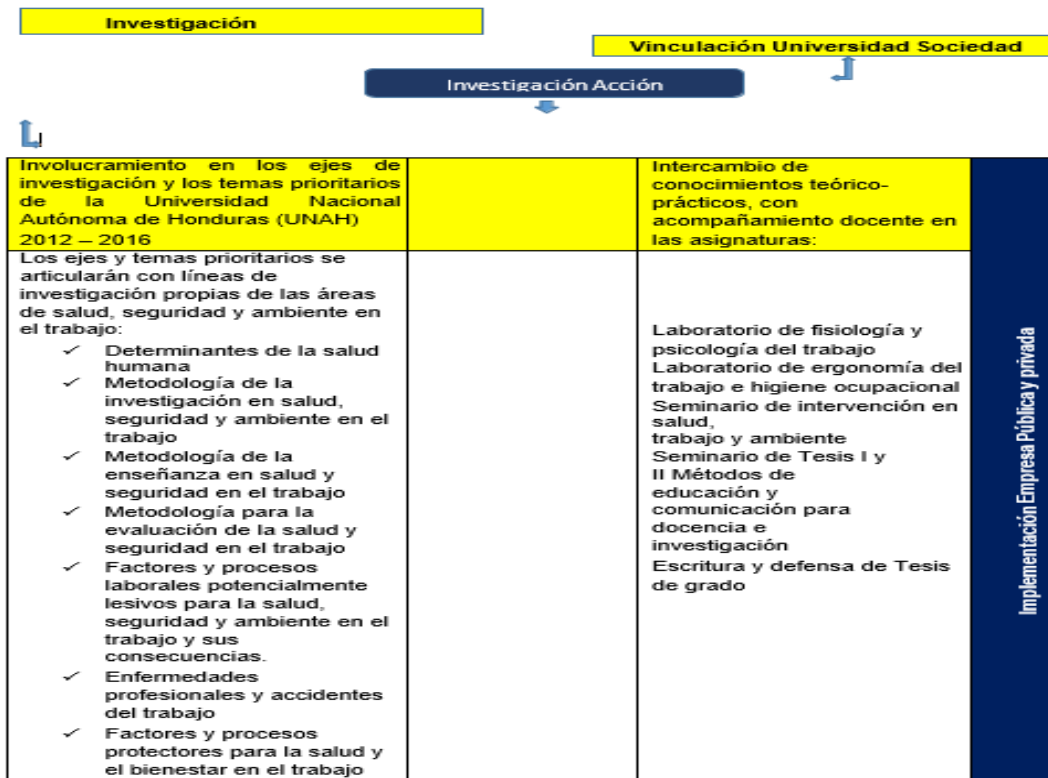 Investigación
Vinculación Universidad Sociedad
Investigación Acción
Involucramiento en los ejes de
investigación y los temas prioritarios
de la Universidad Nacional
Autónoma de Honduras (UNAH)
2012 – 2016
Intercambio de
conocimientos teórico-
prácticos, con
acompañamiento docente en
las asignaturas:
Los ejes y temas prioritarios se
articularán con líneas de
investigación propias de las áreas
de salud, seguridad y ambiente en
el trabajo:
✓ Determinantes de la salud
humana
✓ Metodología de la
investigación en salud,
seguridad y ambiente en el
trabajo
✓ Metodología de la
enseñanza en salud y
seguridad en el trabajo
✓ Metodología para la
evaluación de la salud y
seguridad en el trabajo
✓ Factores y procesos
laborales potencialmente
lesivos para la salud,
seguridad y ambiente en el
trabajo y sus
consecuencias.
✓ Enfermedades
profesionales y accidentes
del trabajo
✓ Factores y procesos
protectores para la salud y
el bienestar en el trabajo
Laboratorio de fisiología y
psicología del trabajo
Laboratorio de ergonomía del
trabajo e higiene ocupacional
Seminario de intervención en
salud,
trabajo y ambiente
Seminario de Tesis I y
II Métodos de
educación y
comunicación para
docencia e
investigación
Escritura y defensa de Tesis
de grado
Implementación Empresa Pública y privada